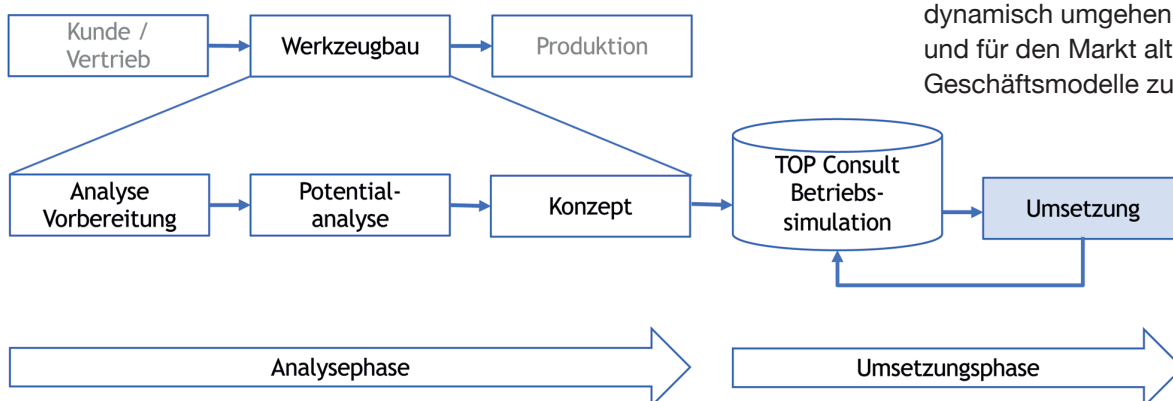 dynamisch umgehen
und für den Markt alt
Geschäftsmodelle zu
Kunde /
Vertrieb
Werkzeugbau
Produktion
Analyse
Vorbereitung
Potential-
analyse
Konzept
TOP Consult
Betriebs-
simulation
Umsetzung
Analysephase
Umsetzungsphase